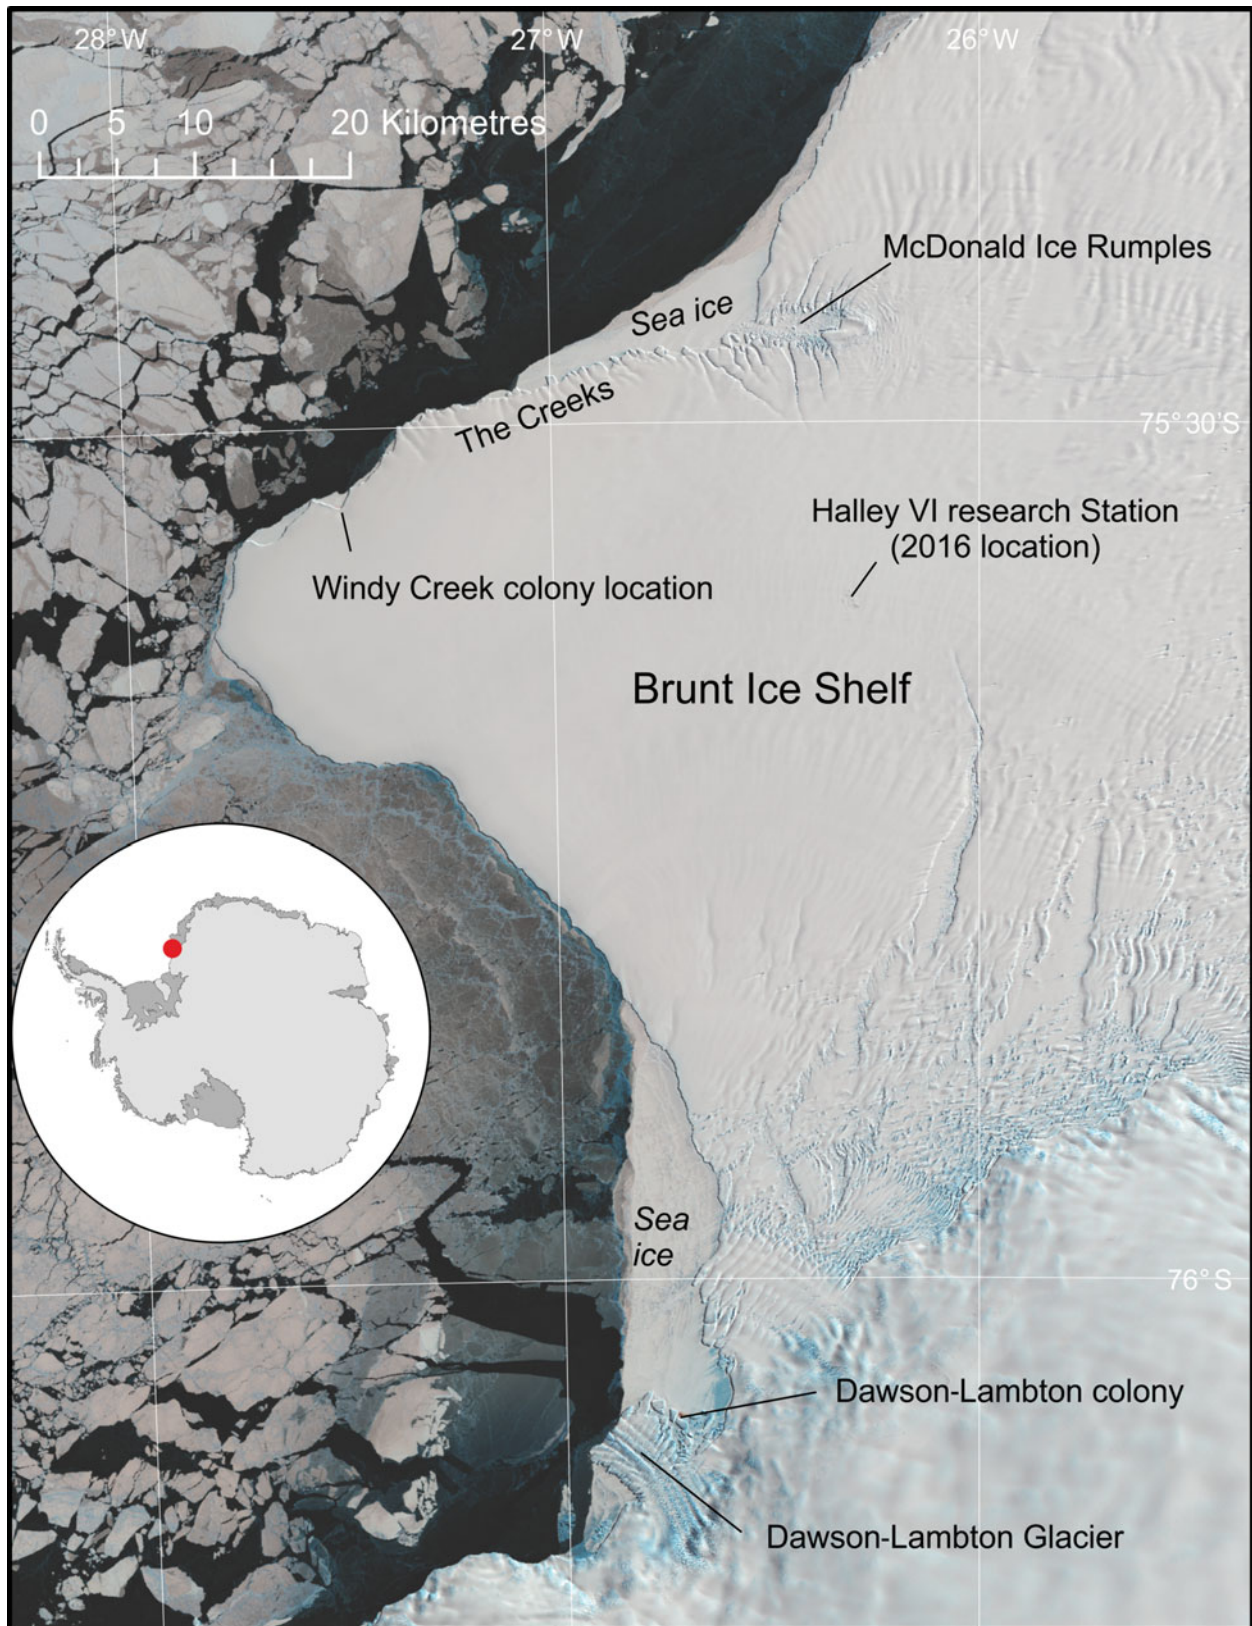 28° W
27° W
26° W
0 5 10 20 Kilometres
McDonald Ice Rumples
Sea ice
The Creeks
75° 30'S
Halley VI research Station
(2016 location)
Windy Creek colony location
Brunt Ice Shelf
Sea
ice
76° S
Dawson-Lambton colony
Dawson-Lambton Glacier